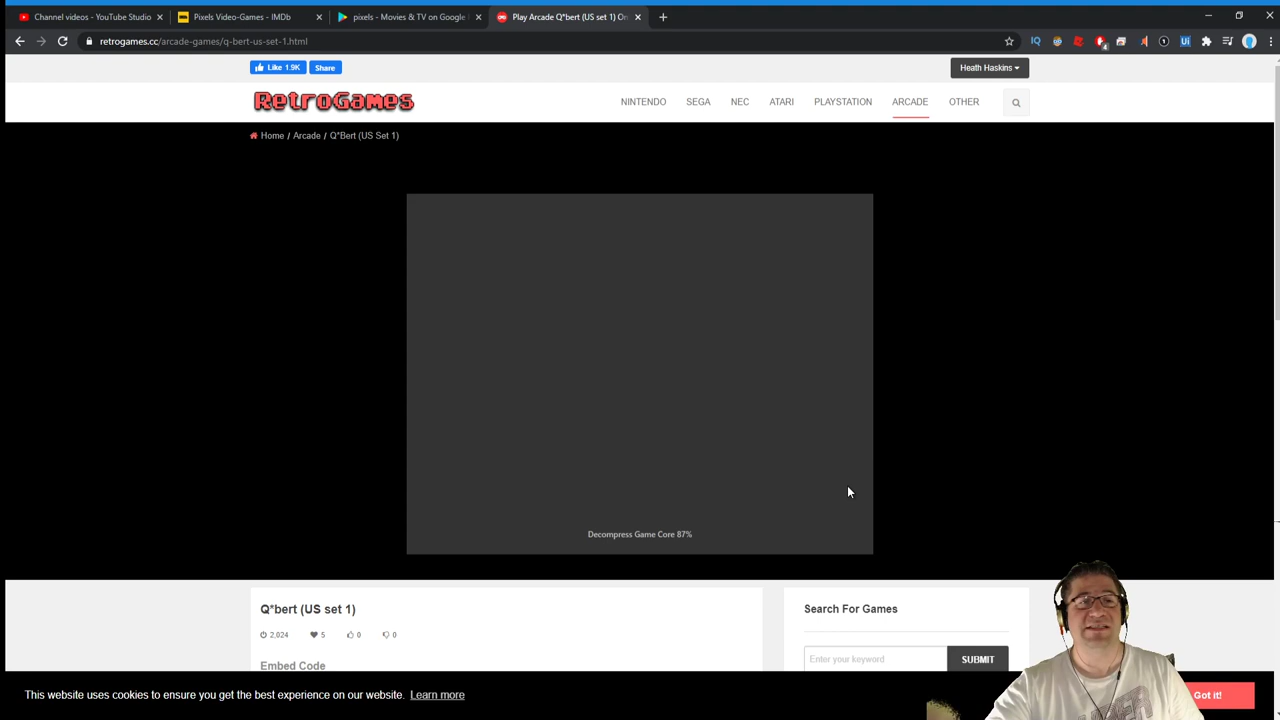 Channel videos - YouTube Studio
Pixels Video-Games - IMDb
pixels - Movies & TV on Google
Play Arcade Q*bert (US set 1) On
retrogames.cc/arcade-games/q-bert-us-set-1.html
Like 1.9K
Share
Heath Haskins
RetroGames
NINTENDO
SEGA
NEC
ATARI
PLAYSTATION
ARCADE
OTHER
Home / Arcade / Q*Bert (US Set 1)
Decompress Game Core 87%
Q*bert (US set 1)
2,024
5
0
0
Embed Code
Search For Games
Enter your keyword
SUBMIT
This website uses cookies to ensure you get the best experience on our website. Learn more
Got it!